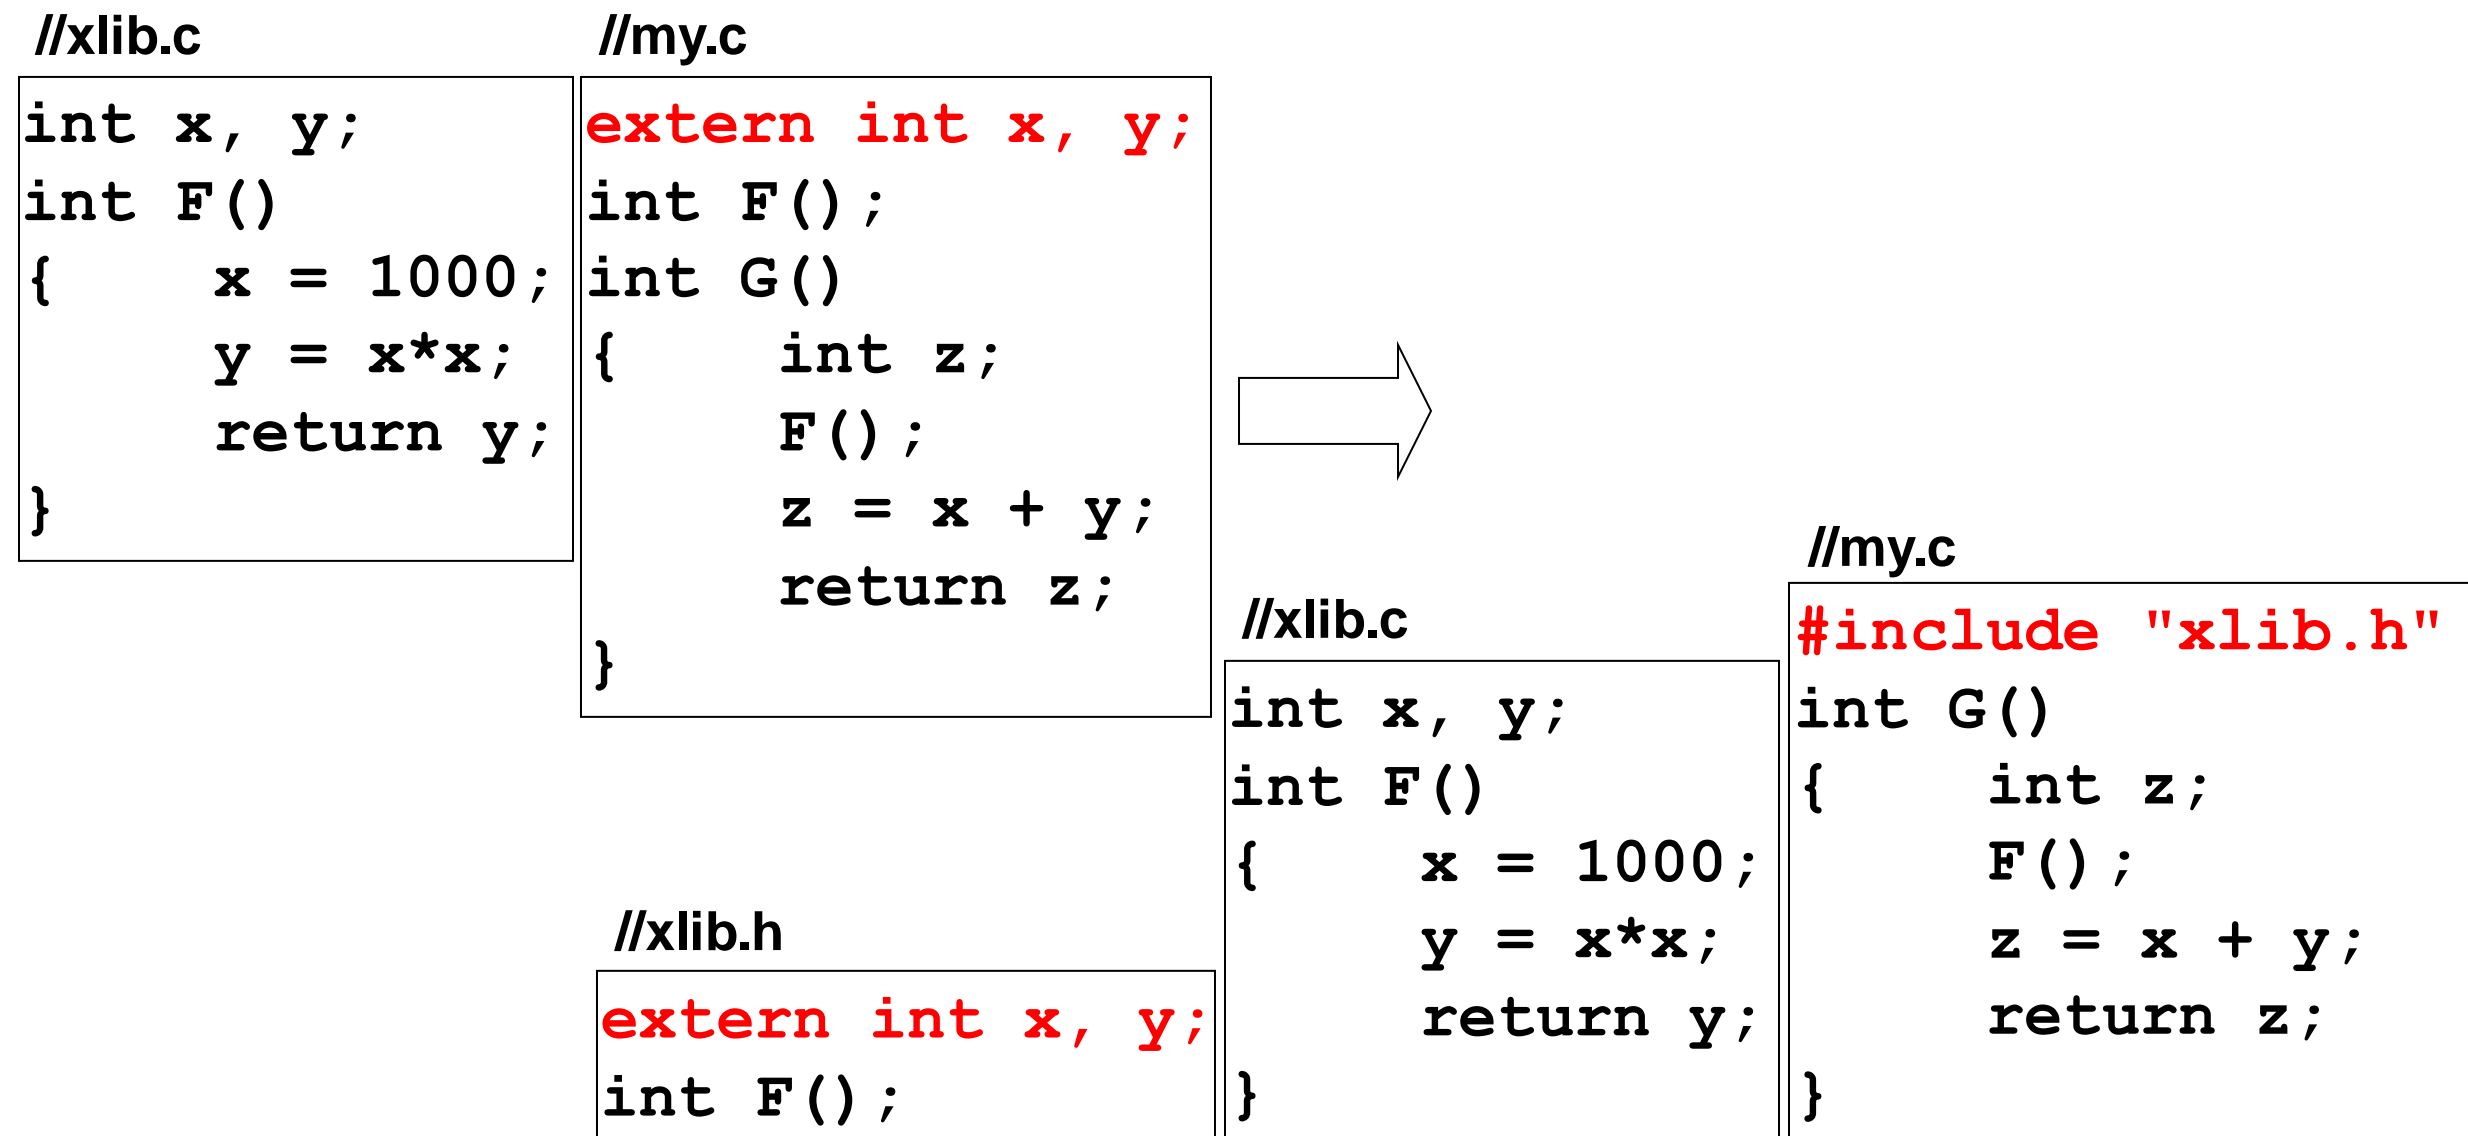 //xlib.c
int x, y;
int F()
{ x = 1000;
y = x*x;
return y;
}
//my.c
extern int x, y;
int F();
int G()
{ int z;
F();
z = x + y;
return z;
}
//xlib.h
extern int x, y;
int F();
//xlib.c
int x, y;
int F()
{ x = 1000;
y = x*x;
return y;
}
//my.c
#include "xlib.h"
int G()
{ int z;
F();
z = x + y;
return z;
}